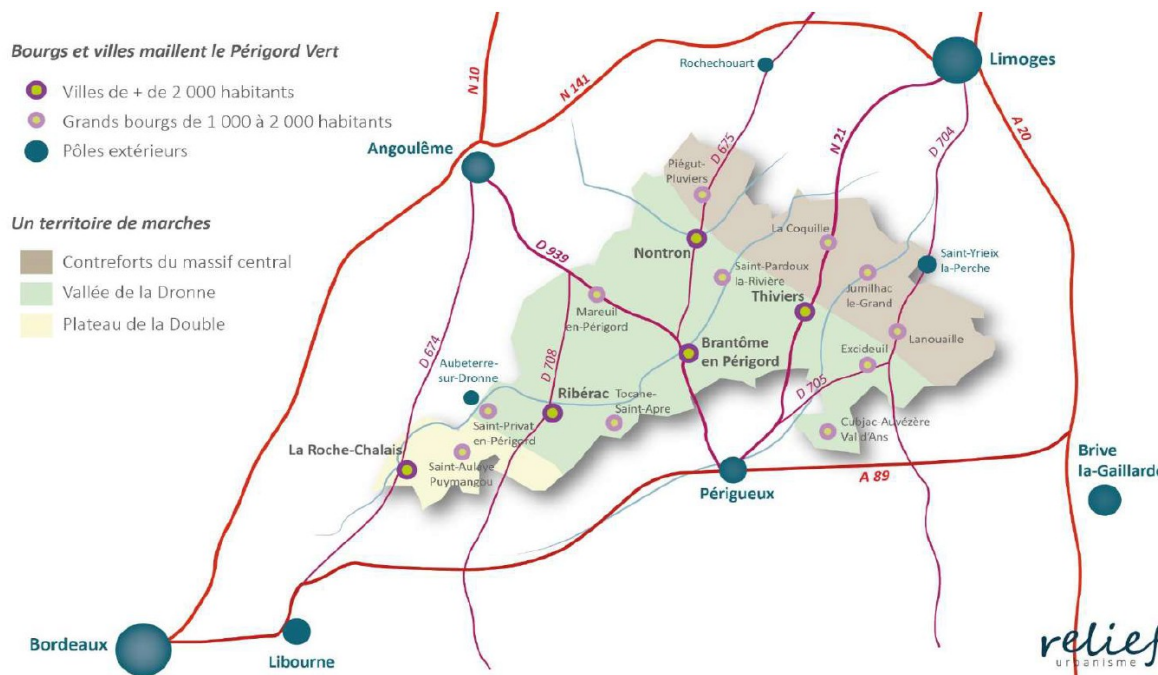 Bourgs et villes maillent le Périgord Vert
Villes de + de 2 000 habitants
Grands bourgs de 1 000 à 2 000 habitants
Pôles extérieurs
Un territoire de marches
Contreforts du massif central
Vallée de la Dronne
Plateau de la Double
N 10
N 141
Rochechouart
Limoges
Angoulême
D 675
N 21
D 704
A 20
Piégut-
Pluviers
La Coquille
D 939
Nontron
Saint-Pardoux
la-Rivière
Saint-Yrieix
la-Perche
Thiviers
Jumilhac
le-Grand
Mareuil
en-Périgord
Brantôme
en Périgord
Excideuil
Lanouaille
D 674
D 708
Aubeterre-
sur-Dronne
Ribérac
Tocane-
Saint-Apre
D 705
Saint-Privat
en-Périgord
Cubjac-Auvézère
Val d'Ans
La Roche-Chalais
Saint-Aulaye
Puymangou
Périgueux
A 89
Brive
la-Gaillarde
Bordeaux
Libourne
relief
urbanisme